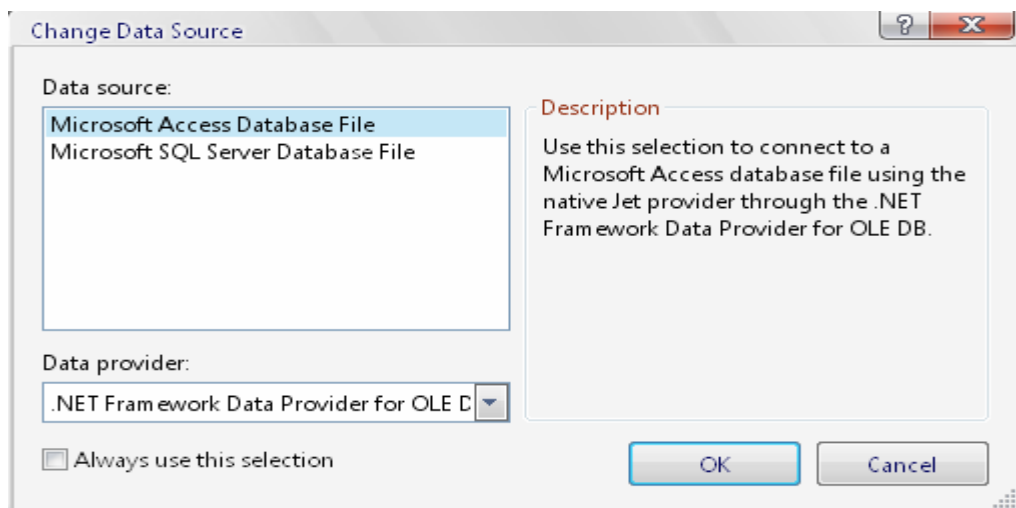 Change Data Source
?
Data source:
Microsoft Access Database File
Microsoft SQL Server Database File
Description
Use this selection to connect to a
Microsoft Access database file using the
native Jet provider through the .NET
Framework Data Provider for OLE DB.
Data provider:
.NET Framework Data Provider for OLE D
Always use this selection
OK
Cancel